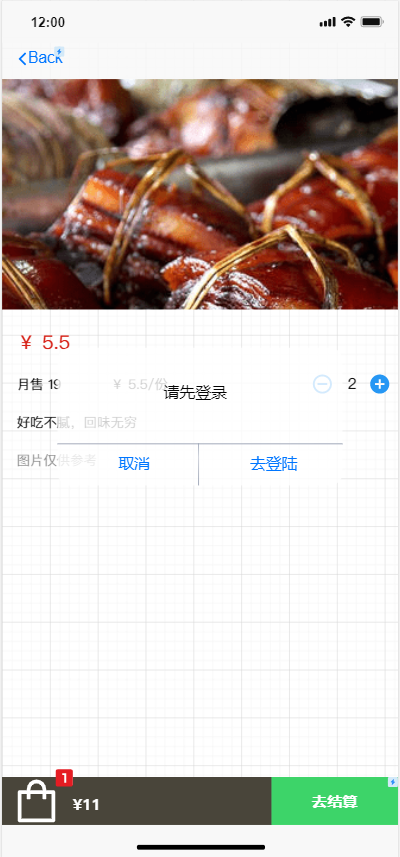 12:00
Back
￥ 5.5
月售 19
￥ 5.5/份
请先登录
2
好吃不腻，回味无穷
图片仅供参考
取消
去登陆
1
¥11
去结算